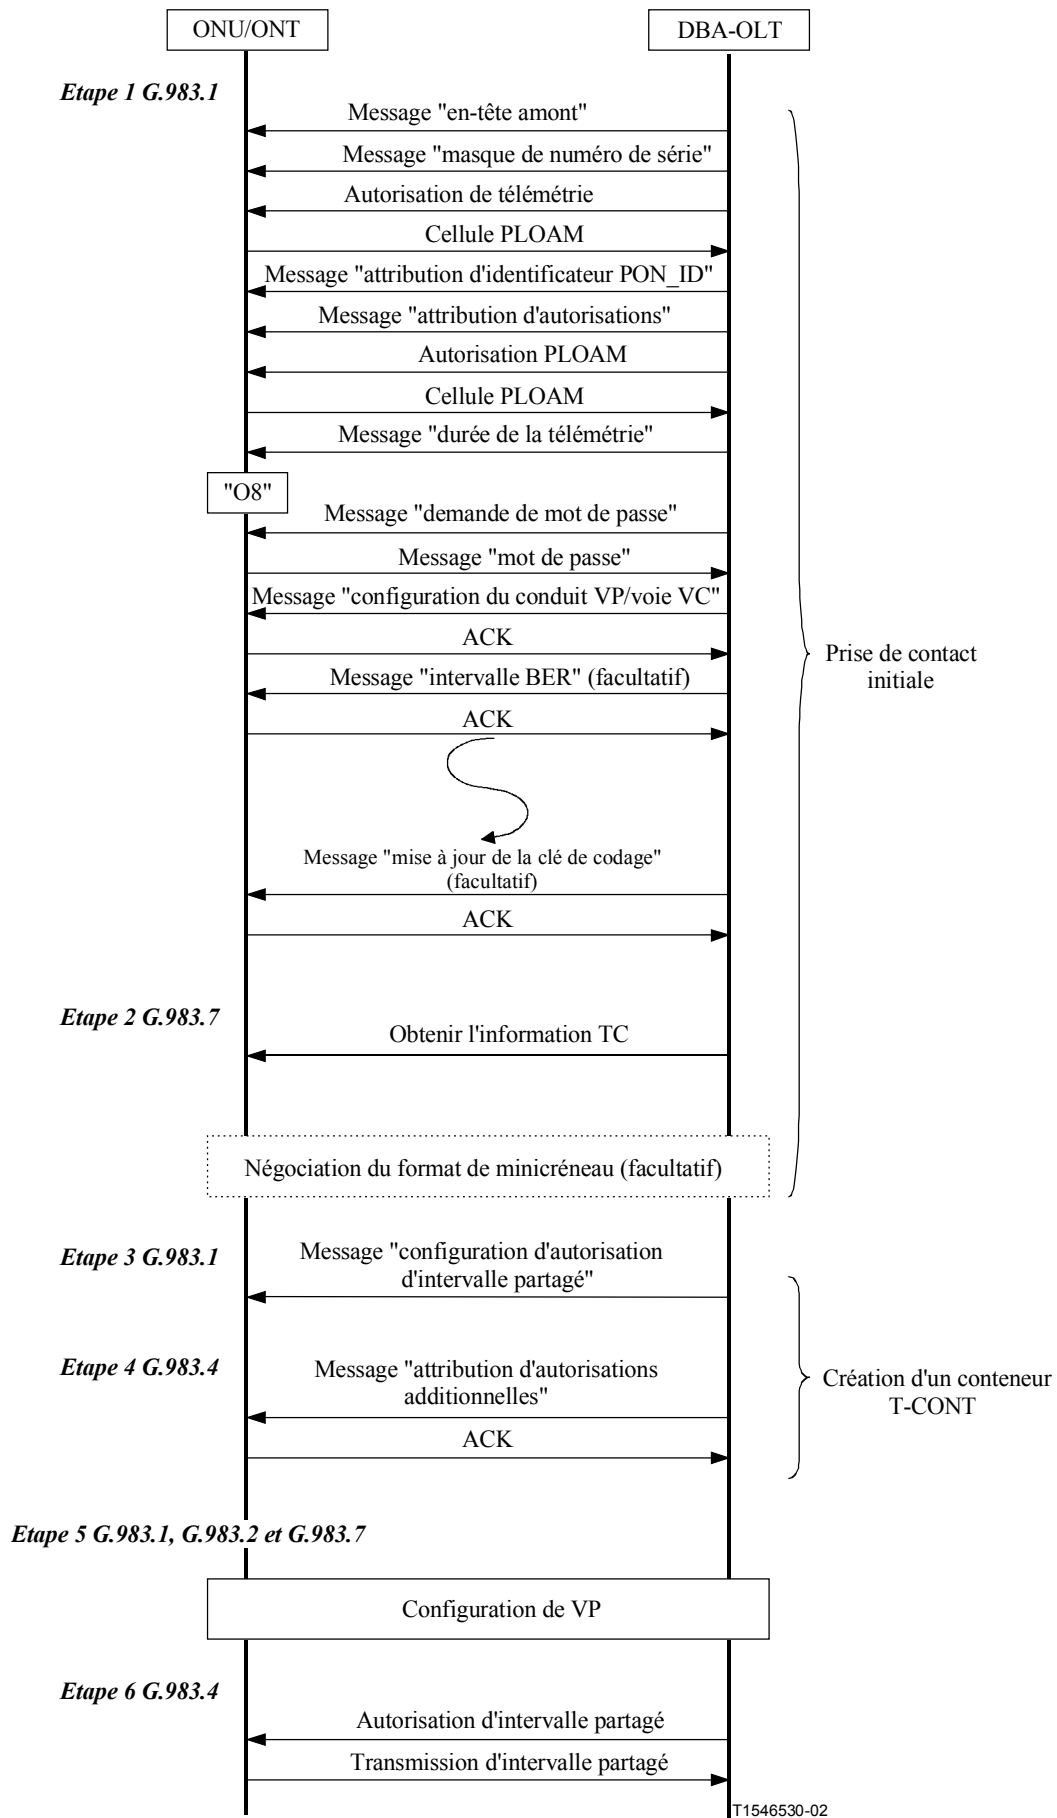 ONU/ONT
DBA-OLT
Etape 1 G.983.1
Message "en-tête amont"
Message "masque de numéro de série"
Autorisation de télémétrie
Cellule PLOAM
Message "attribution d'identificateur PON_ID"
Message "attribution d'autorisations"
Autorisation PLOAM
Cellule PLOAM
Message "durée de la télémétrie"
"O8"
Message "demande de mot de passe"
Message "mot de passe"
Message "configuration du conduit VP/voie VC"
ACK
Message "intervalle BER" (facultatif)
ACK
Prise de contact
initiale
Message "mise à jour de la clé de codage"
(facultatif)
ACK
Etape 2 G.983.7
Obtenir l'information TC
Négociation du format de minicréneau (facultatif)
Etape 3 G.983.1
Message "configuration d'autorisation
d'intervalle partagé"
Etape 4 G.983.4
Message "attribution d'autorisations
additionnelles"
ACK
Création d'un conteneur
T-CONT
Etape 5 G.983.1, G.983.2 et G.983.7
Configuration de VP
Etape 6 G.983.4
Autorisation d'intervalle partagé
Transmission d'intervalle partagé
T1546530-02